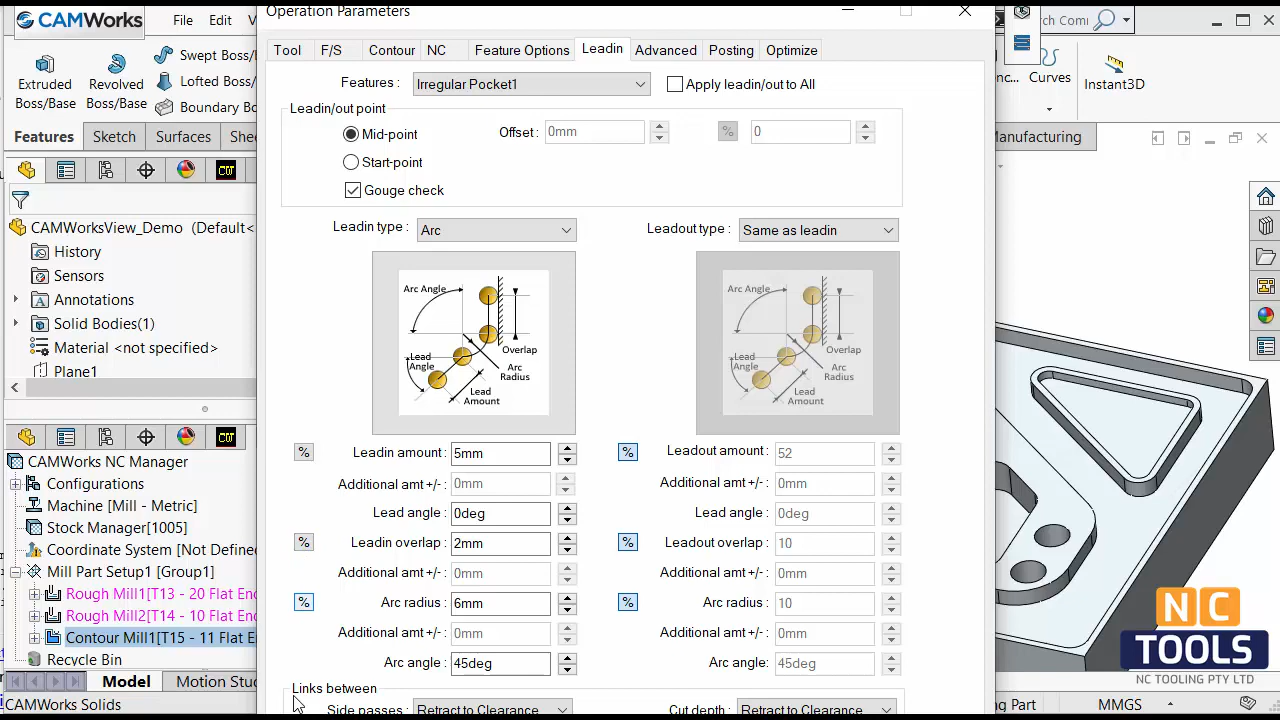 CAMWorks
File Edit
Swept Boss/
Extruded Boss/Base
Revolved Boss/Base
Lofted Boss/
Boundary Bo
Features Sketch Surfaces She
CAMWorksView_Demo (Default<
History
Sensors
Annotations
Solid Bodies(1)
Material <not specified>
Plane1
CAMWorks NC Manager
Configurations
Machine [Mill - Metric]
Stock Manager[1005]
Coordinate System [Not Define
Mill Part Setup1 [Group1]
Rough Mill1[T13 - 20 Flat En
Rough Mill2[T14 - 10 Flat En
Contour Mill1[T15 - 11 Flat E
Recycle Bin
Model Motion Stu
CAMWorks Solids
Operation Parameters
Tool F/S Contour NC Feature Options Leadin Advanced Posting Optimize
Features : Irregular Pocket1 Apply leadin/out to All
Leadin/out point
Mid-point Offset : 0mm % 0
Start-point
Gouge check
Leadin type : Arc Leadout type : Same as leadin
Arc Angle
Overlap
Lead Angle
Arc Radius
Lead Amount
Arc Angle
Overlap
Lead Angle
Arc Radius
Lead Amount
% Leadin amount : 5mm % Leadout amount : 52
Additional amt +/- : 0mm Additional amt +/- : 0mm
Lead angle : 0deg Lead angle : 0deg
% Leadin overlap : 2mm % Leadout overlap : 10
Additional amt +/- : 0mm Additional amt +/- : 0mm
% Arc radius : 6mm % Arc radius : 10
Additional amt +/- : 0mm Additional amt +/- : 0mm
Arc angle : 45deg Arc angle: 45deg
Links between
Side passes : Retract to Clearance Cut depth : Retract to Clearance
rch Com
nc... Curves
Instant3D
Manufacturing
NC
TOOLS
NC TOOLING PTY LTD
ng Part MMGS